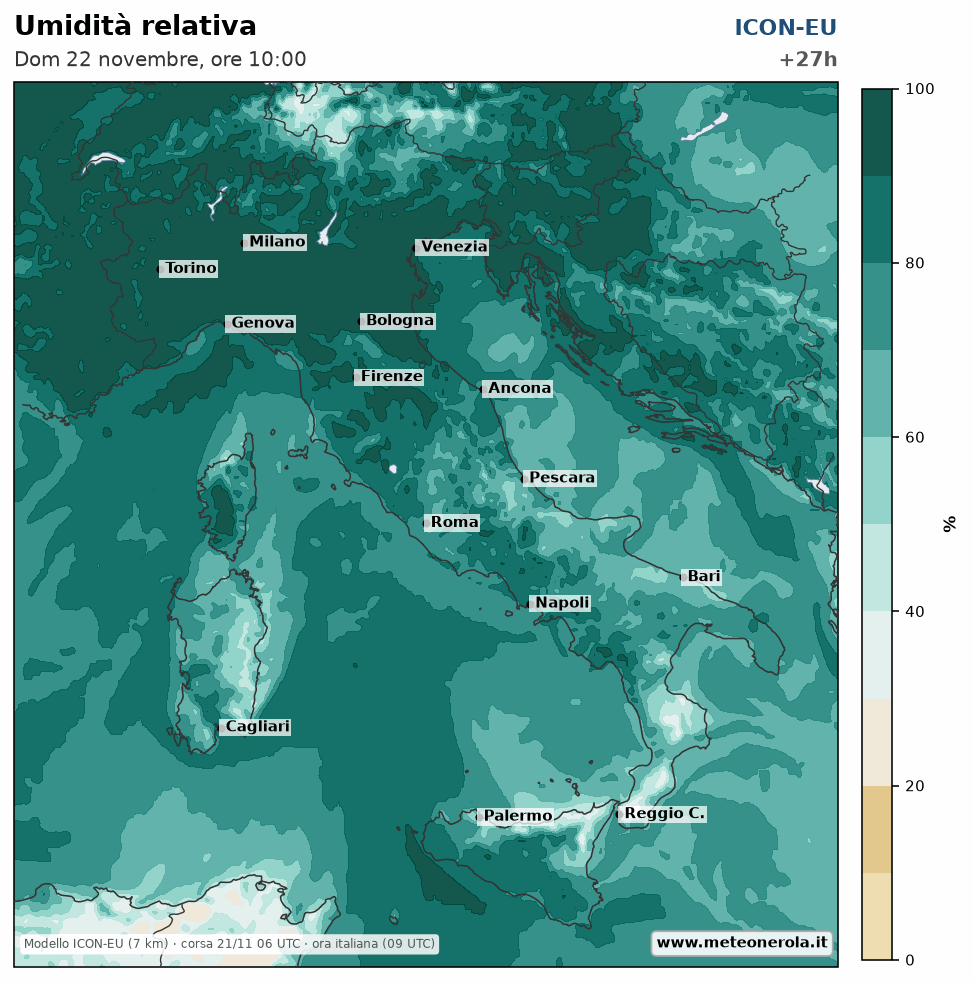 Umidità relativa
ICON-EU
Dom 22 novembre, ore 10:00
+27h
100
80
60
40
20
0
%
Milano
Venezia
Torino
Genova
Bologna
Firenze
Ancona
Pescara
Roma
Bari
Napoli
Cagliari
Palermo
Reggio C.
Modello ICON-EU (7 km) · corsa 21/11 06 UTC · ora italiana (09 UTC)
www.meteonerola.it